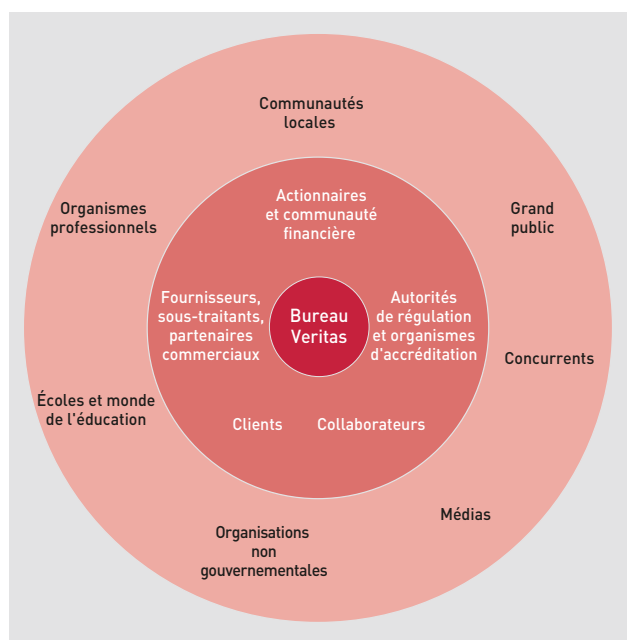 Communautés
locales
Organismes
professionnels
Actionnaires
et communauté
financière
Grand
public
Fournisseurs,
sous-traitants,
partenaires
commerciaux
Bureau
Veritas
Autorités
de régulation
et organismes
d'accréditation
Concurrents
Écoles et monde
de l'éducation
Clients
Collaborateurs
Médias
Organisations
non
gouvernementales